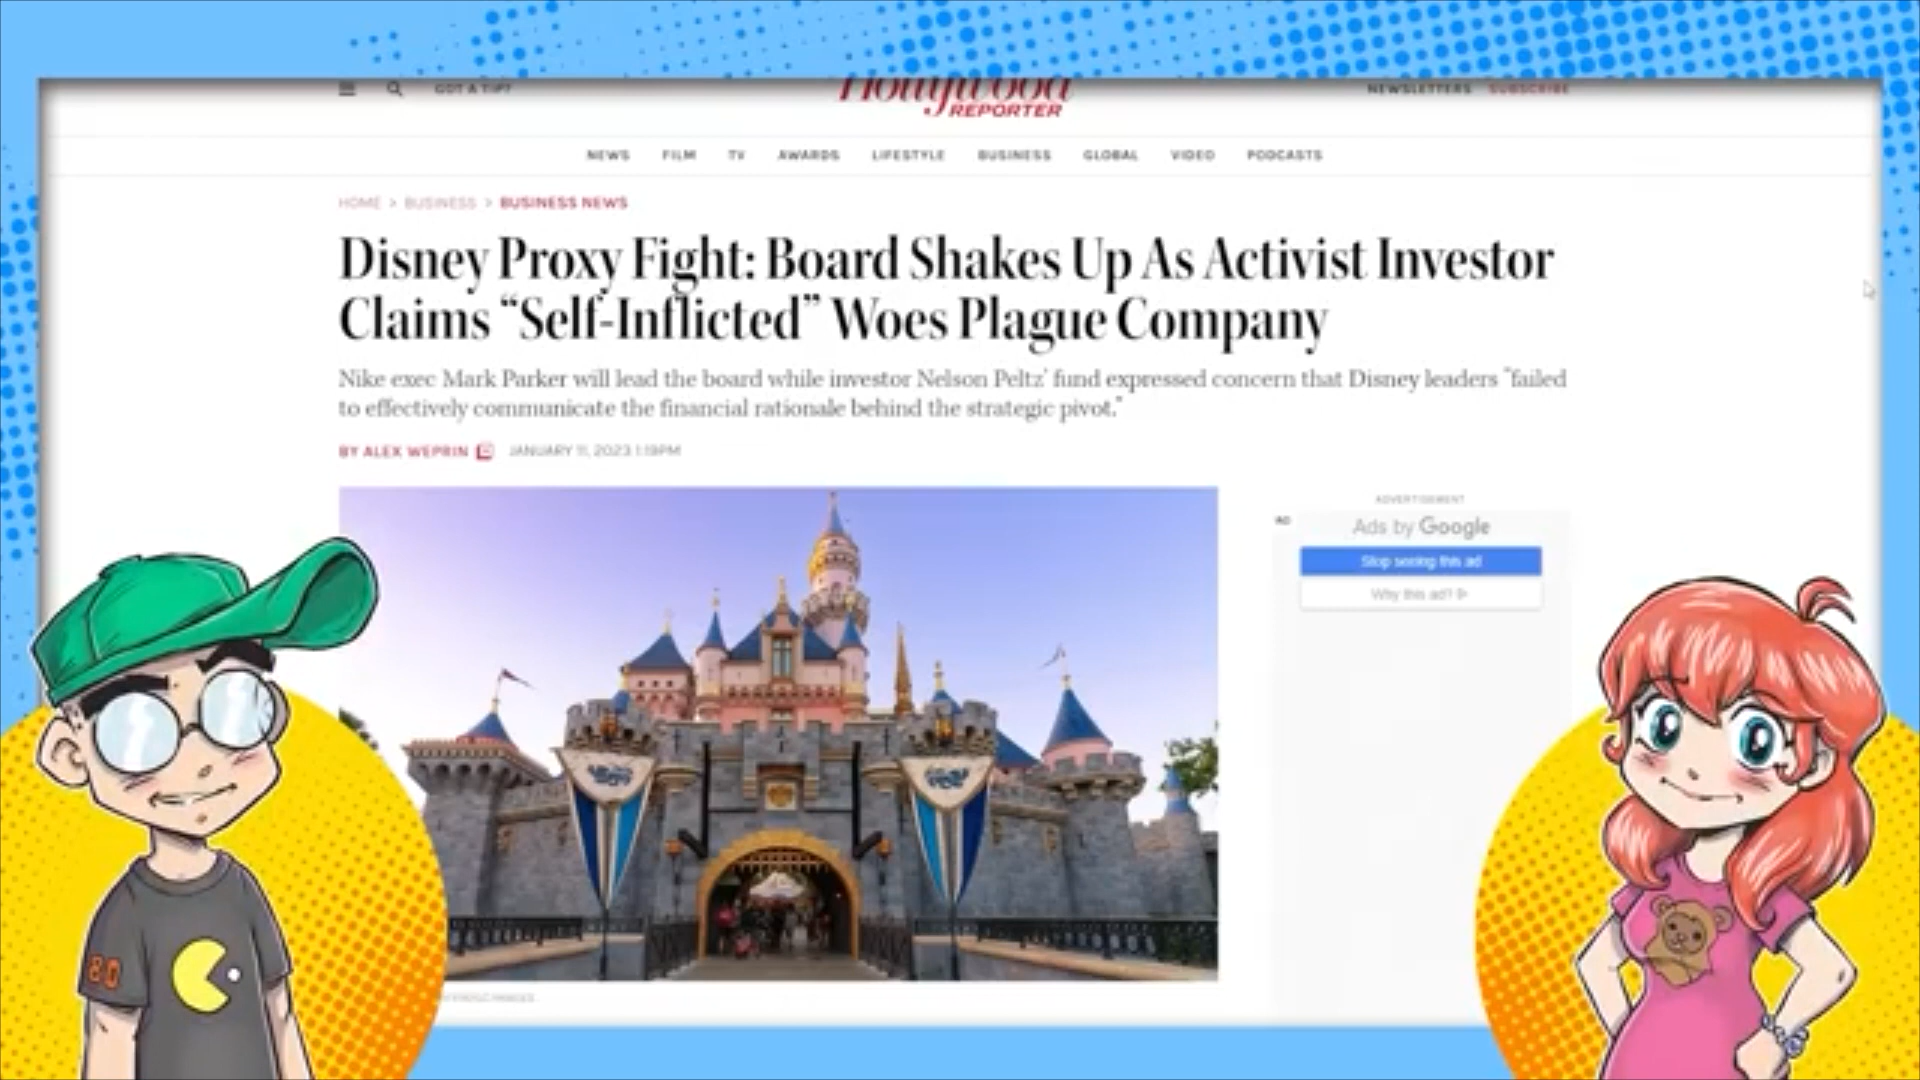 GOT A TIP?
Hollywood
REPORTER
NEWSLETTERS SUBSCRIBE
NEWS FILM TV AWARDS LIFESTYLE BUSINESS GLOBAL VIDEO PODCASTS
HOME > BUSINESS > BUSINESS NEWS
Disney Proxy Fight: Board Shakes Up As Activist Investor
Claims “Self-Inflicted” Woes Plague Company
Nike exec Mark Parker will lead the board while investor Nelson Peltz' fund expressed concern that Disney leaders "failed
to effectively communicate the financial rationale behind the strategic pivot."
BY ALEX WEPRIN JANUARY 11, 2023 1:19PM
ADVERTISEMENT
AD
Ads by Google
Stop seeing this ad
Why this ad?
80